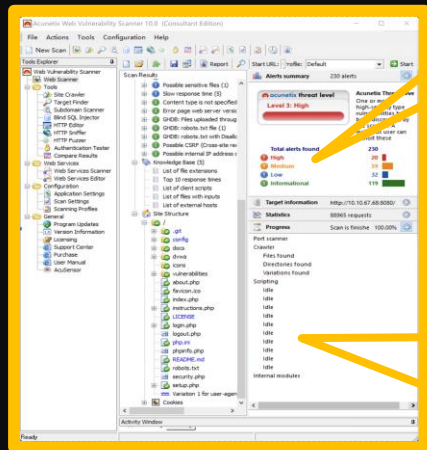 Acunetix Web Vulnerability Scanner 10.0 (Consultant Edition)
File Actions Tools Configuration Help
New Scan Report Start URL: rofile: Default Start
Tools Explorer
Web Vulnerability Scanner
Web Scanner
Tools
Site Crawler
Target Finder
Subdomain Scanner
Blind SQL Injector
HTTP Editor
HTTP Sniffer
HTTP Fuzzer
Authentication Tester
Compare Results
Web Services
Web Services Scanner
Web Services Editor
Configuration
Application Settings
Scan Settings
Scanning Profiles
General
Program Updates
Version Information
Licensing
Support Center
Purchase
User Manual
AcuSensor
Scan Results
Possible sensitive files (1)
Slow response time (5)
Content type is not specified
Error page web server version
GHDB: Files uploaded through
GHDB: robots.txt file (1)
GHDB: robots.txt with Disallo
Possible CSRF (Cross-site rec
Possible internal IP address d
Knowledge Base (5)
List of file extensions
Top 10 response times
List of client scripts
List of files with inputs
List of external hosts
Site Structure
/
.git
config
docs
dvwa
icons
vulnerabilities
about.php
favicon.ico
index.php
instructions.php
LICENSE
login.php
logout.php
php.ini
phpinfo.php
README.md
robots.txt
security.php
setup.php
Variation 1 for user-agen
Cookies
Alerts summary 230 alerts
acunetix threat level
Level 3: High
Acunetix Thre
One or mo
user can
Total alerts found 230
High 20
Medium 59
Low 32
Informational 119
Target information http://10.10.67.68:8080/
Statistics 88965 requests
Progress Scan is finishe 100.00%
Port scanner
Crawler
Files found
Directories found
Variations found
Scripting
Idle
Idle
Idle
Idle
Idle
Idle
Idle
Idle
Idle
Idle
Internal modules
Activity Window
Ready